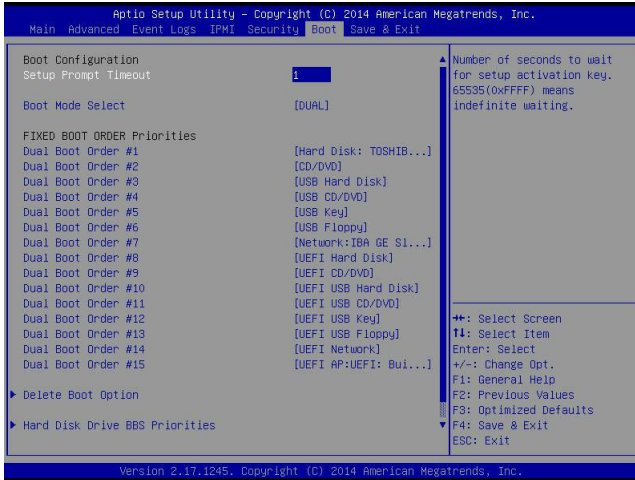 Aptio Setup Utility – Copyright (C) 2014 American Megatrends, Inc.
Main Advanced Event Logs IPMI Security Boot Save & Exit
Boot Configuration
Setup Prompt Timeout 1
Boot Mode Select [DUAL]
FIXED BOOT ORDER Priorities
Dual Boot Order #1 [Hard Disk: TOSHIB...]
Dual Boot Order #2 [CD/DVD]
Dual Boot Order #3 [USB Hard Disk]
Dual Boot Order #4 [USB CD/DVD]
Dual Boot Order #5 [USB Key]
Dual Boot Order #6 [USB Floppy]
Dual Boot Order #7 [Network:IBA GE Sl...]
Dual Boot Order #8 [UEFI Hard Disk]
Dual Boot Order #9 [UEFI CD/DVD]
Dual Boot Order #10 [UEFI USB Hard Disk]
Dual Boot Order #11 [UEFI USB CD/DVD]
Dual Boot Order #12 [UEFI USB Key]
Dual Boot Order #13 [UEFI USB Floppy]
Dual Boot Order #14 [UEFI Network]
Dual Boot Order #15 [UEFI AP:UEFI: Bui...]
Delete Boot Option
Hard Disk Drive BBS Priorities
Number of seconds to wait
for setup activation key.
65535(0xFFFF) means
indefinite waiting.
→←: Select Screen
↑↓: Select Item
Enter: Select
+/-: Change Opt.
F1: General Help
F2: Previous Values
F3: Optimized Defaults
F4: Save & Exit
ESC: Exit
Version 2.17.1245. Copyright (C) 2014 American Megatrends, Inc.